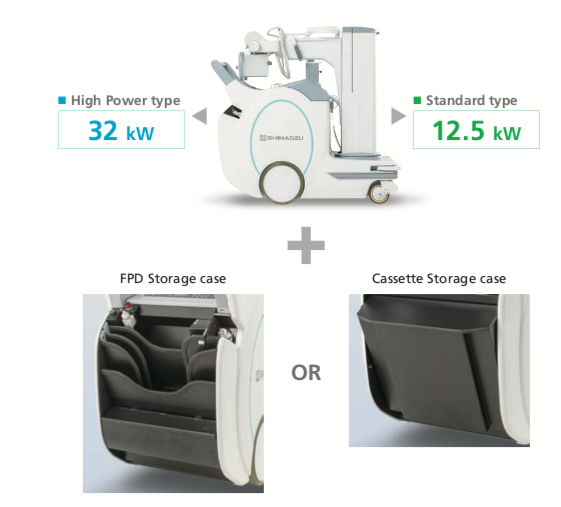 High Power type
32 kW
Standard type
12.5 kW
SHIMADZU
FPD Storage case
Cassette Storage case
OR